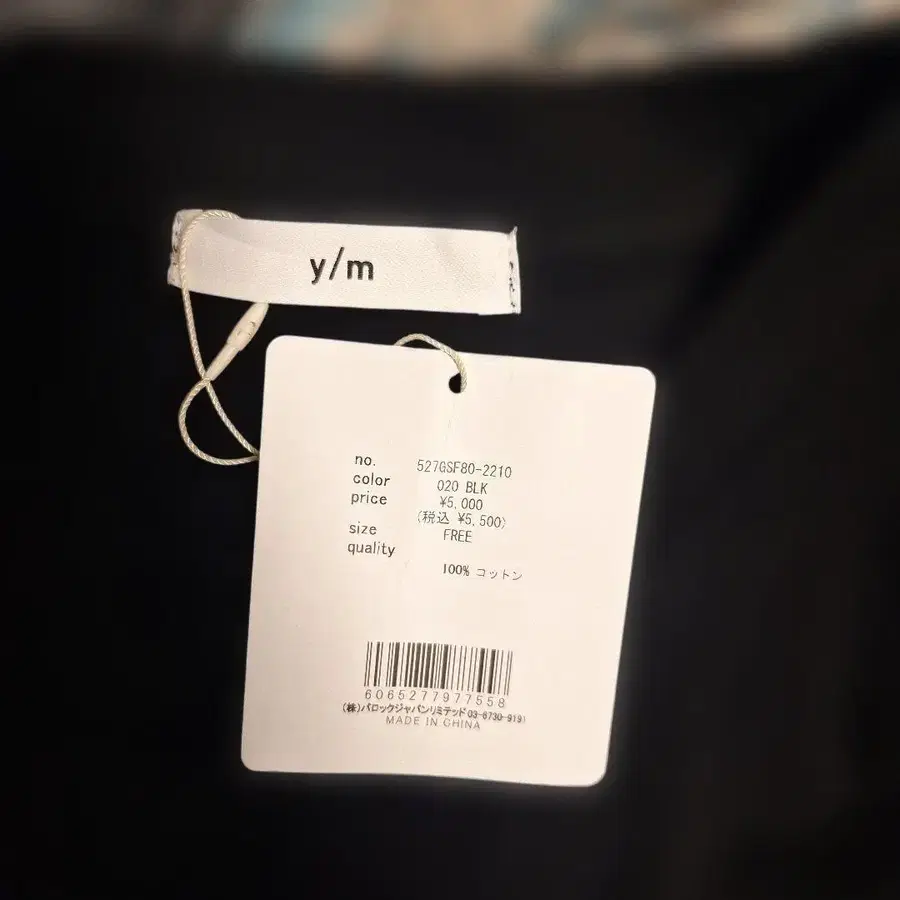 y/m
no. 527GSF80-2210
color 020 BLK
price ¥5,000
(税込 ¥5,500)
size FREE
quality
100% コットン
6065277977558
(株)バロックジャパンリミテッド 03-6730-9191
MADE IN CHINA